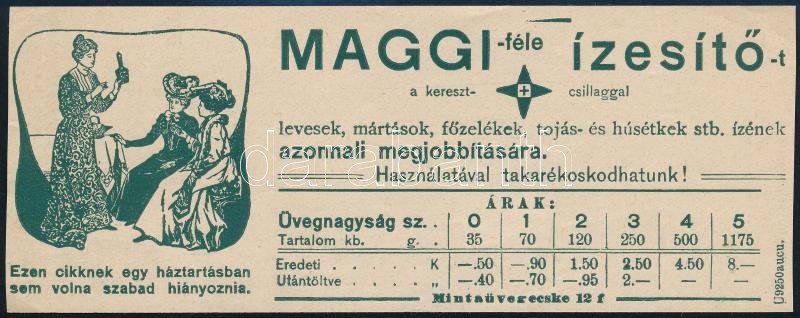 MAGGI -féle ízesítő-t
a kereszt- csillaggal
levesek, mártások, főzelékek, tojás- és húsétkek stb. ízének
azonnali megjobbítására.
Használatával takarékoskodhatunk!
ÁRAK:
Üvegnagyság sz. . 0 1 2 3 4 5
Tartalom kb. g. . 35 70 120 250 500 1175
Eredeti . . . . . K —.50 —.90 1.50 2.50 4.50 8.—
Utántöltve . . . . „ —.40 —.70 —.95 2.—
Mintaüvegecske 12 f
Ezen cikknek egy háztartásban
sem volna szabad hiányoznia.
darabanth